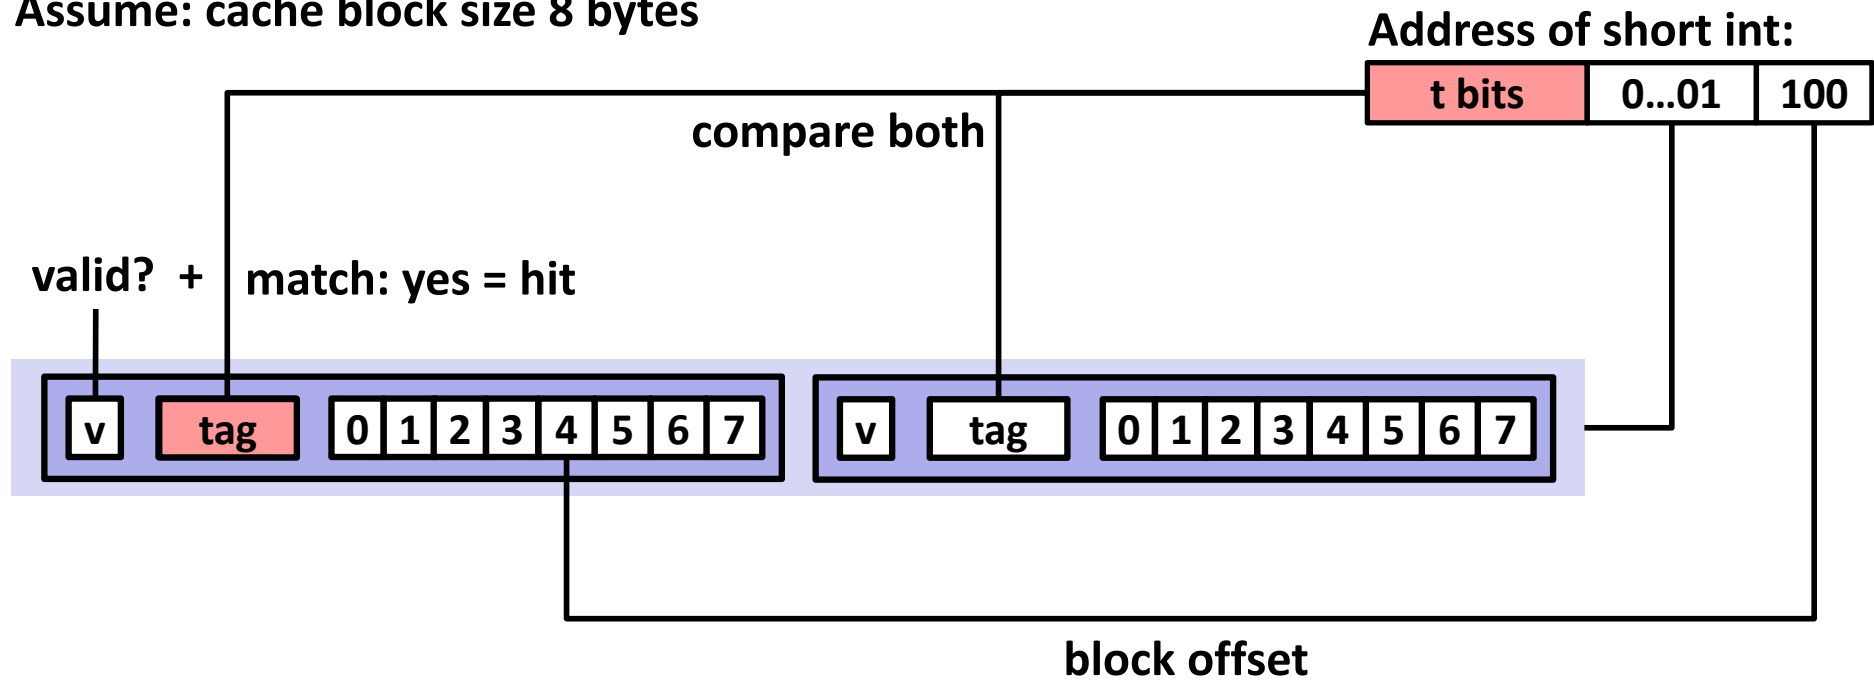 Assume: cache block size 8 bytes
Address of short int:
t bits 0...01 100
compare both
valid? + match: yes = hit
v tag 0 1 2 3 4 5 6 7 v tag 0 1 2 3 4 5 6 7
block offset